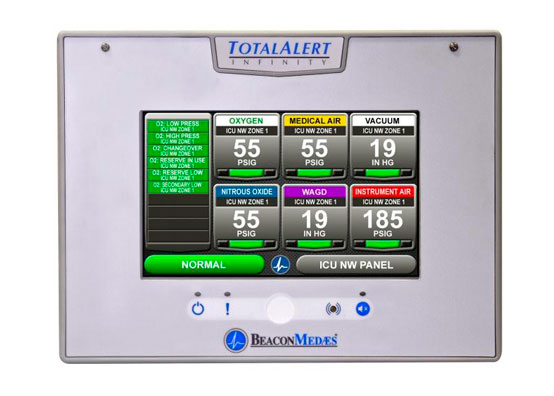 TOTALALERT
INFINITY
O2: LOW PRESS
ICU NW ZONE 1
O2: HIGH PRESS
ICU NW ZONE 1
O2: CHANGEOVER
ICU NW ZONE 1
O2: RESERVE IN USE
ICU NW ZONE 1
O2: RESERVE LOW
ICU NW ZONE 1
O2: SECONDARY LOW
ICU NW ZONE 1
OXYGEN
ICU NW ZONE 1
55
PSIG
MEDICAL AIR
ICU NW ZONE 1
55
PSIG
VACUUM
ICU NW ZONE 1
19
IN HG
NITROUS OXIDE
ICU NW ZONE 1
55
PSIG
WAGD
ICU NW ZONE 1
19
IN HG
INSTRUMENT AIR
ICU NW ZONE 1
185
PSIG
NORMAL
ICU NW PANEL
!
BEACONMEDÆS